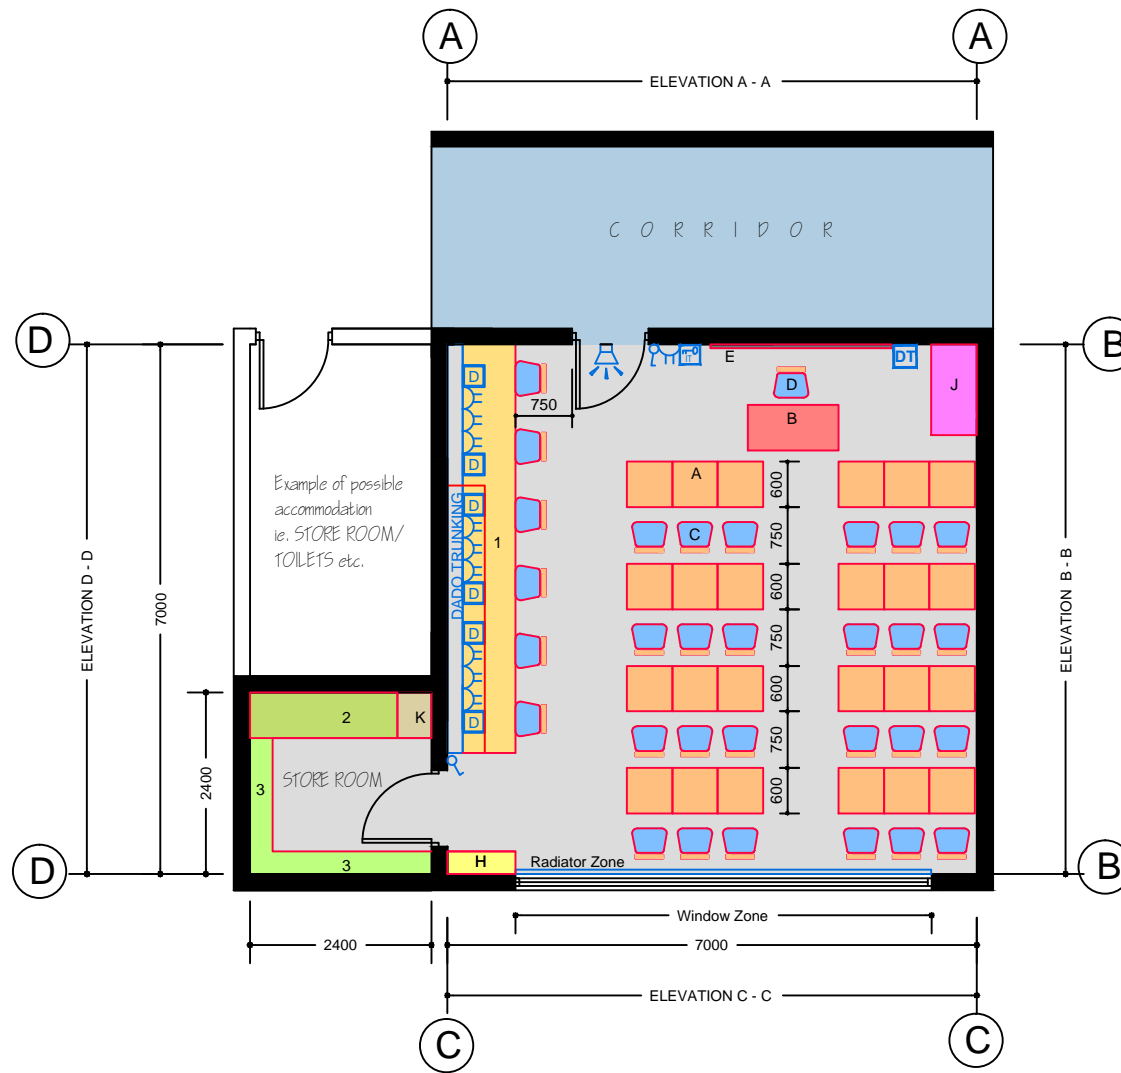 A
A
ELEVATION A - A
C O R R I D O R
D
B
E
DT
J
D
D
750
B
D
A
600
Example of possible
accommodation
ie. STORE ROOM/
TOILETS etc.
D
DADO TRUNKING
1
C
750
ELEVATION D - D
7000
D
600
ELEVATION B - B
D
750
600
2
K
D
750
2400
STORE ROOM
3
600
3
H
Radiator Zone
D
B
Window Zone
2400
7000
ELEVATION C - C
C
C